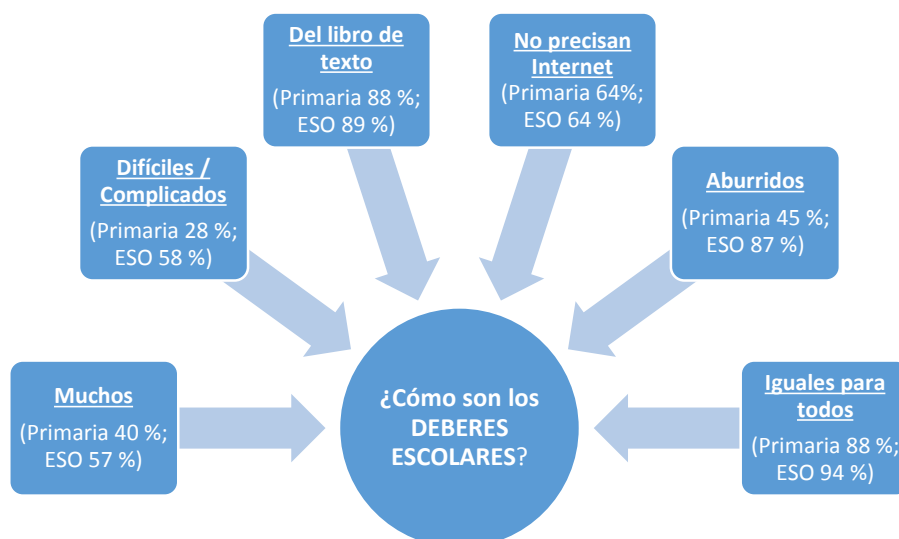 Muchos
(Primaria 40 %;
ESO 57 %)
Difíciles /
Complicados
(Primaria 28 %;
ESO 58 %)
Del libro de
texto
(Primaria 88 %;
ESO 89 %)
No precisan
Internet
(Primaria 64%;
ESO 64 %)
Aburridos
(Primaria 45 %;
ESO 87 %)
Iguales para
todos
(Primaria 88 %;
ESO 94 %)
¿Cómo son los
DEBERES
ESCOLARES?